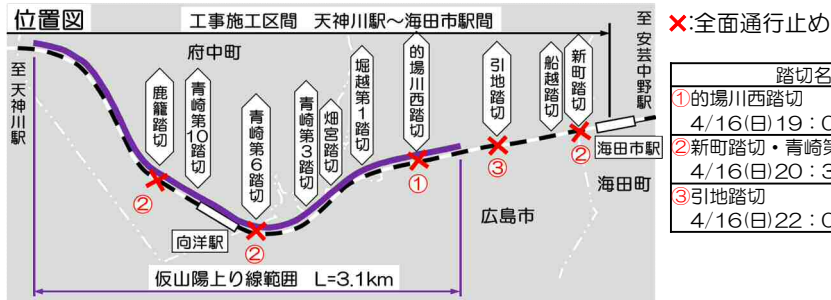 位置図
工事施工区間　天神川駅～海田市駅間
至 安芸中野駅
×:全面通行止め
府中町
至 天神川駅
鹿籠踏切
青崎第10踏切
青崎第6踏切
青崎第3踏切
畑宮踏切
堀越第1踏切
的場川西踏切
引地踏切
船越踏切
新町踏切
②
向洋駅
②
①
③
②
海田市駅
海田町
広島市
仮山陽上り線範囲　L=3.1km
踏切名
①的場川西踏切
4/16(日)19：0
②新町踏切・青崎第
4/16(日)20：3
③引地踏切
4/16(日)22：0